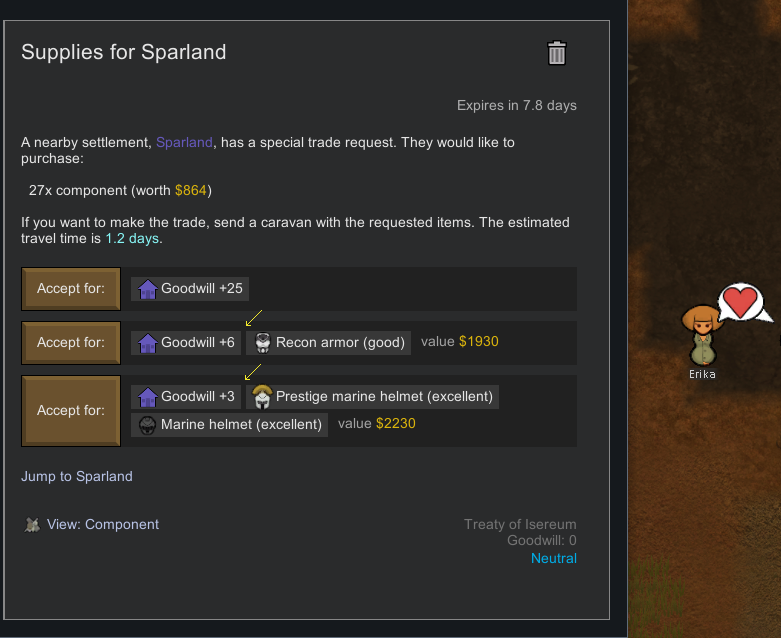 Supplies for Sparland
Expires in 7.8 days
A nearby settlement, Sparland, has a special trade request. They would like to
purchase:
27x component (worth $864)
If you want to make the trade, send a caravan with the requested items. The estimated
travel time is 1.2 days.
Accept for: Goodwill +25
Accept for: Goodwill +6 Recon armor (good) value $1930
Accept for: Goodwill +3 Prestige marine helmet (excellent)
Marine helmet (excellent) value $2230
Jump to Sparland
View: Component
Treaty of Isereum
Goodwill: 0
Neutral
Erika